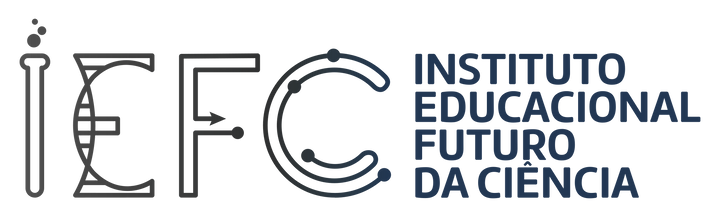 IEFC
INSTITUTO
EDUCACIONAL
FUTURO
DA CIÊNCIA